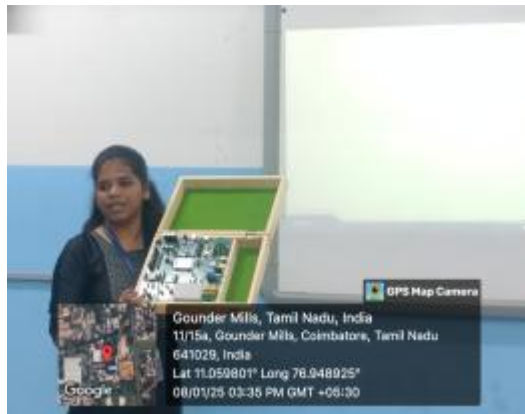 GPS Map Camera
Gounder Mills, Tamil Nadu, India
11/15a, Gounder Mills, Coimbatore, Tamil Nadu
641029, India
Lat 11.059801° Long 76.948925°
08/01/25 03:35 PM GMT +05:30
Google